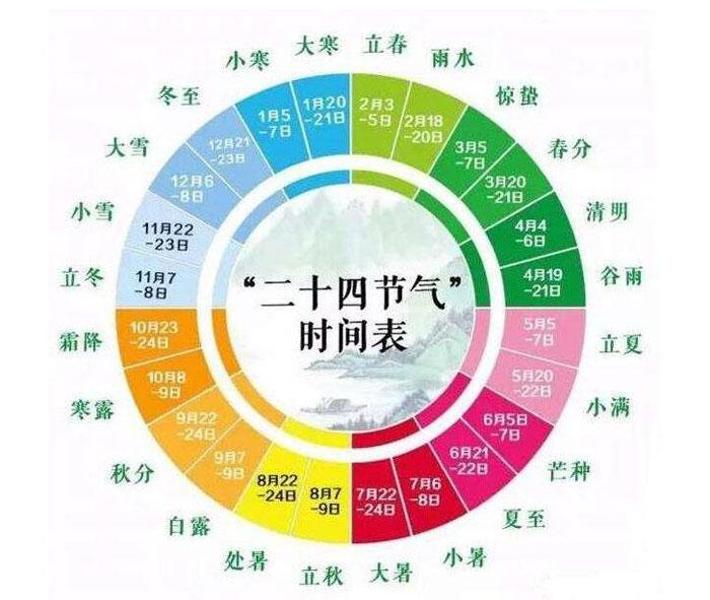 “二十四节气”
时间表
立春
2月3
-5日
雨水
2月18
-20日
惊蛰
3月5
-7日
春分
3月20
-21日
清明
4月4
-6日
谷雨
4月19
-21日
立夏
5月5
-7日
小满
5月20
-22日
芒种
6月5日
-7日
夏至
6月21
-22日
小暑
7月6
-8日
大暑
7月22
-24日
立秋
8月7
-9日
处暑
8月22
-24日
白露
9月7
-9日
秋分
9月22
-24日
寒露
10月8
-9日
霜降
10月23
-24日
立冬
11月7
-8日
小雪
11月22
-23日
大雪
12月6
-8日
冬至
12月21
-23日
小寒
1月5
-7日
大寒
1月20
-21日